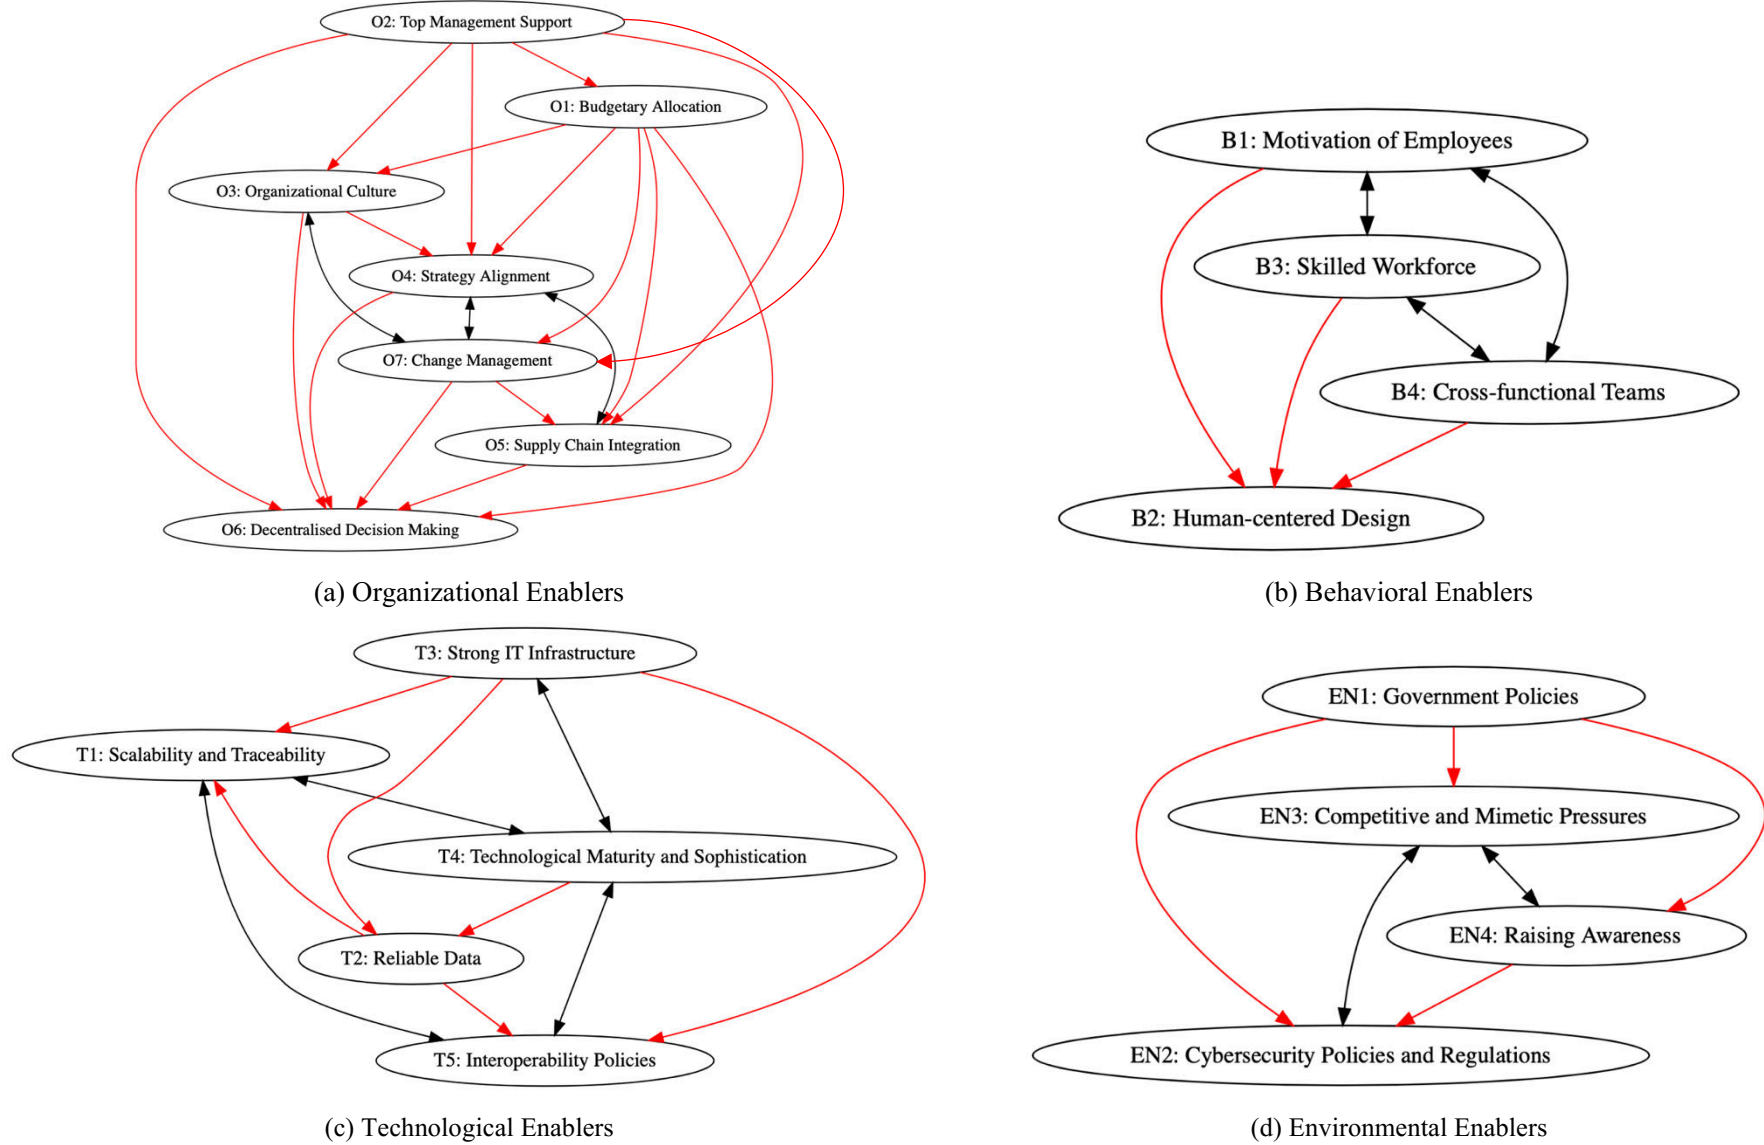 O2: Top Management Support
O1: Budgetary Allocation
O3: Organizational Culture
O4: Strategy Alignment
O7: Change Management
O5: Supply Chain Integration
O6: Decentralised Decision Making
(a) Organizational Enablers
B1: Motivation of Employees
B3: Skilled Workforce
B4: Cross-functional Teams
B2: Human-centered Design
(b) Behavioral Enablers
T3: Strong IT Infrastructure
T1: Scalability and Traceability
T4: Technological Maturity and Sophistication
T2: Reliable Data
T5: Interoperability Policies
(c) Technological Enablers
EN1: Government Policies
EN3: Competitive and Mimetic Pressures
EN4: Raising Awareness
EN2: Cybersecurity Policies and Regulations
(d) Environmental Enablers